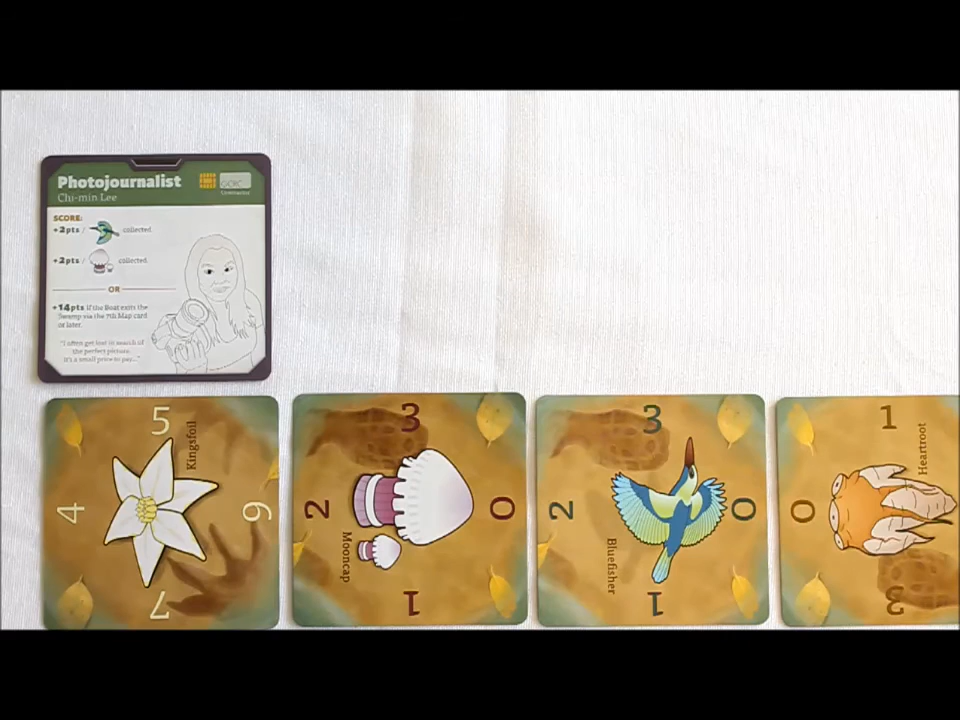 Photojournalist
Chi-min Lee
SCORE:
+2pts / collected.
+2pts / collected.
OR
+14pts If the Boat exits the
Swamp via the 7th Map card
or later.
"I often get lost in search of
the perfect picture.
It's a small price to pay..."
5
Kingsfoil
4
6
7
3
2
0
Mooncap
1
3
2
0
Bluefisher
1
1
Heartroot
0
3